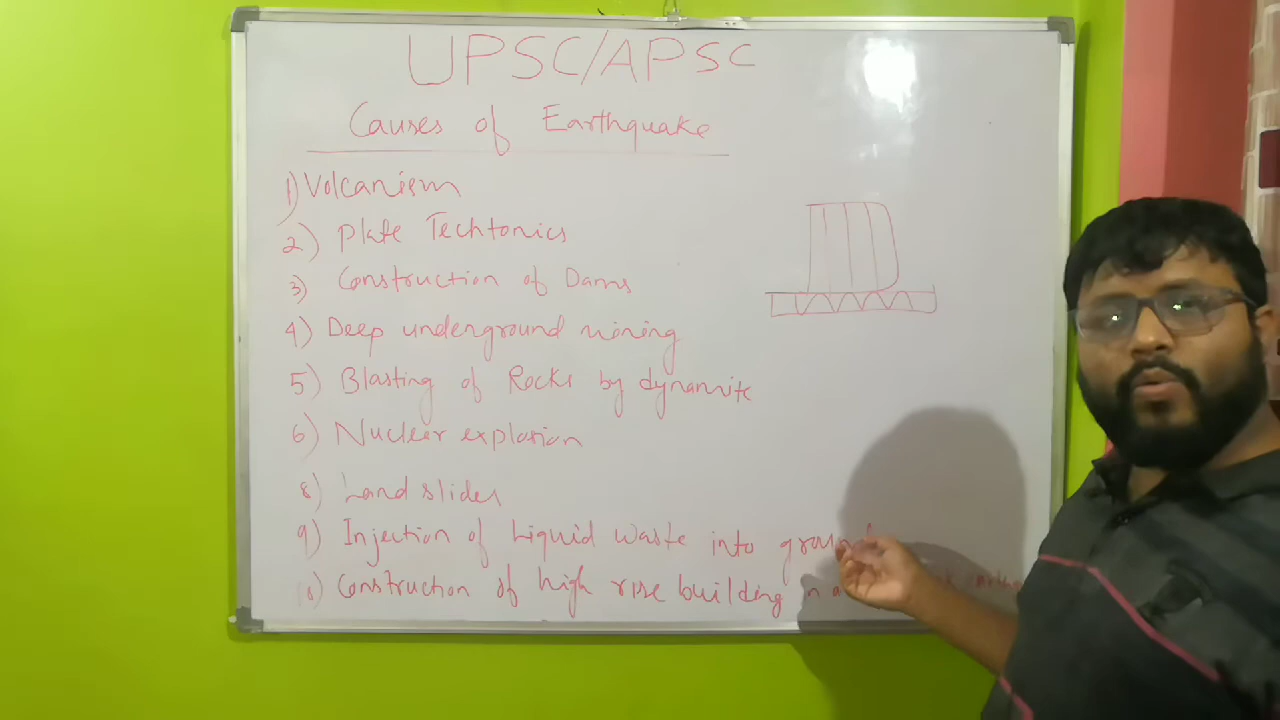 UPSC/APSC
Causes of Earthquake
1) Volcanism
2) Plate Techtonics
3) Construction of Dams
4) Deep underground mining
5) Blasting of Rocks by dynamite
6) Nuclear explosion
8) Land slides
9) Injection of Liquid waste into ground
Construction of high rise building in